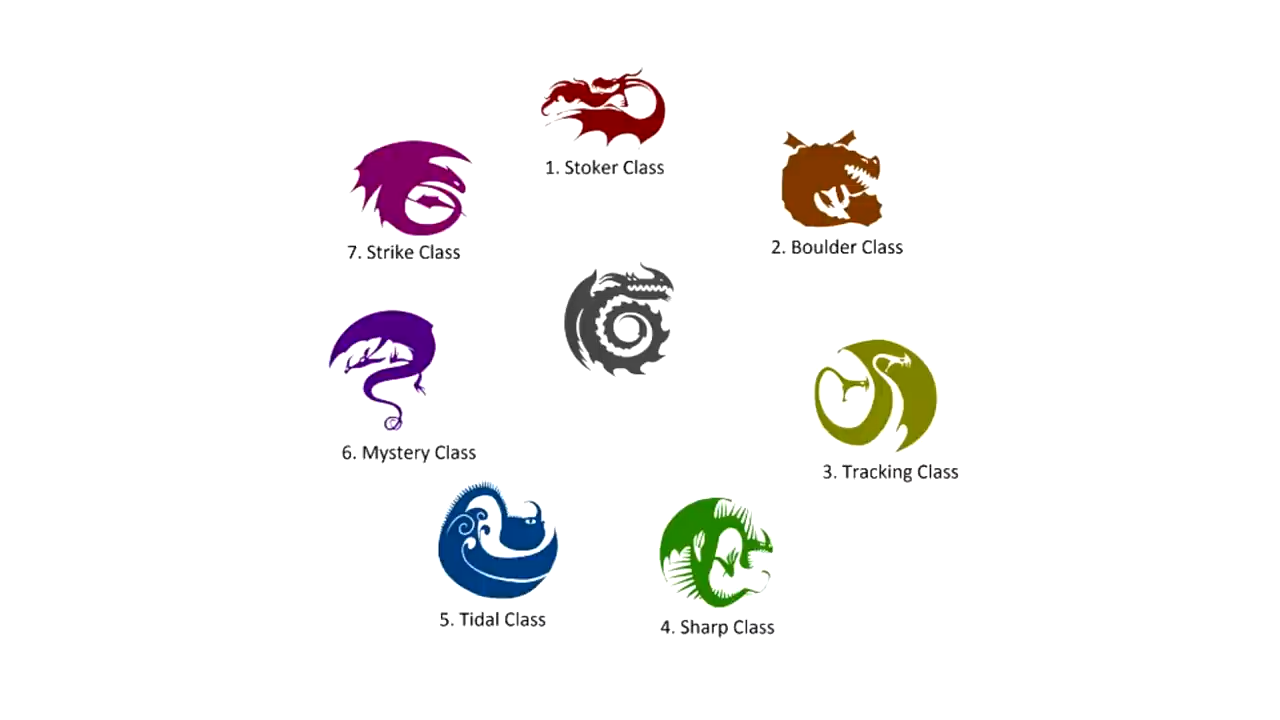 1. Stoker Class
2. Boulder Class
3. Tracking Class
4. Sharp Class
5. Tidal Class
6. Mystery Class
7. Strike Class